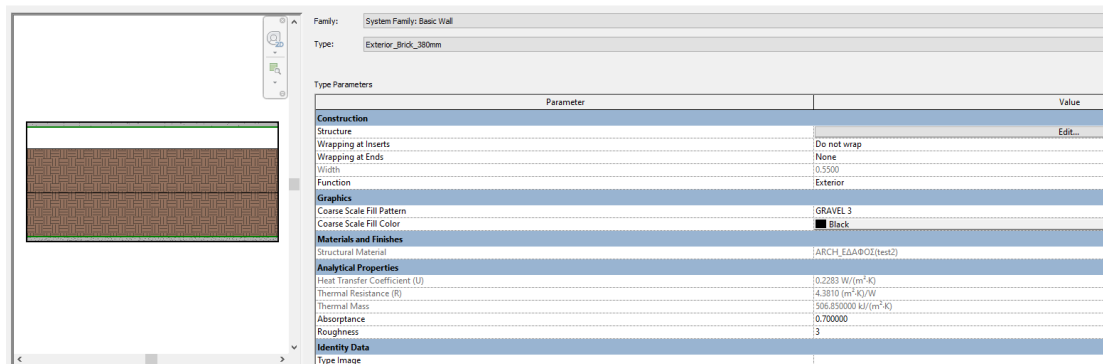 Family: System Family: Basic Wall
Type: Exterior_Brick_380mm
2D
Type Parameters
Parameter Value
Construction
Structure Edit...
Wrapping at Inserts Do not wrap
Wrapping at Ends None
Width 0.5500
Function Exterior
Graphics
Coarse Scale Fill Pattern GRAVEL 3
Coarse Scale Fill Color Black
Materials and Finishes
Structural Material ARCH_ΕΔΑΦΟΣ(test2)
Analytical Properties
Heat Transfer Coefficient (U) 0.2283 W/(m²·K)
Thermal Resistance (R) 4.3810 (m²·K)/W
Thermal Mass 506.850000 kJ/(m²·K)
Absorptance 0.700000
Roughness 3
Identity Data
Type Image